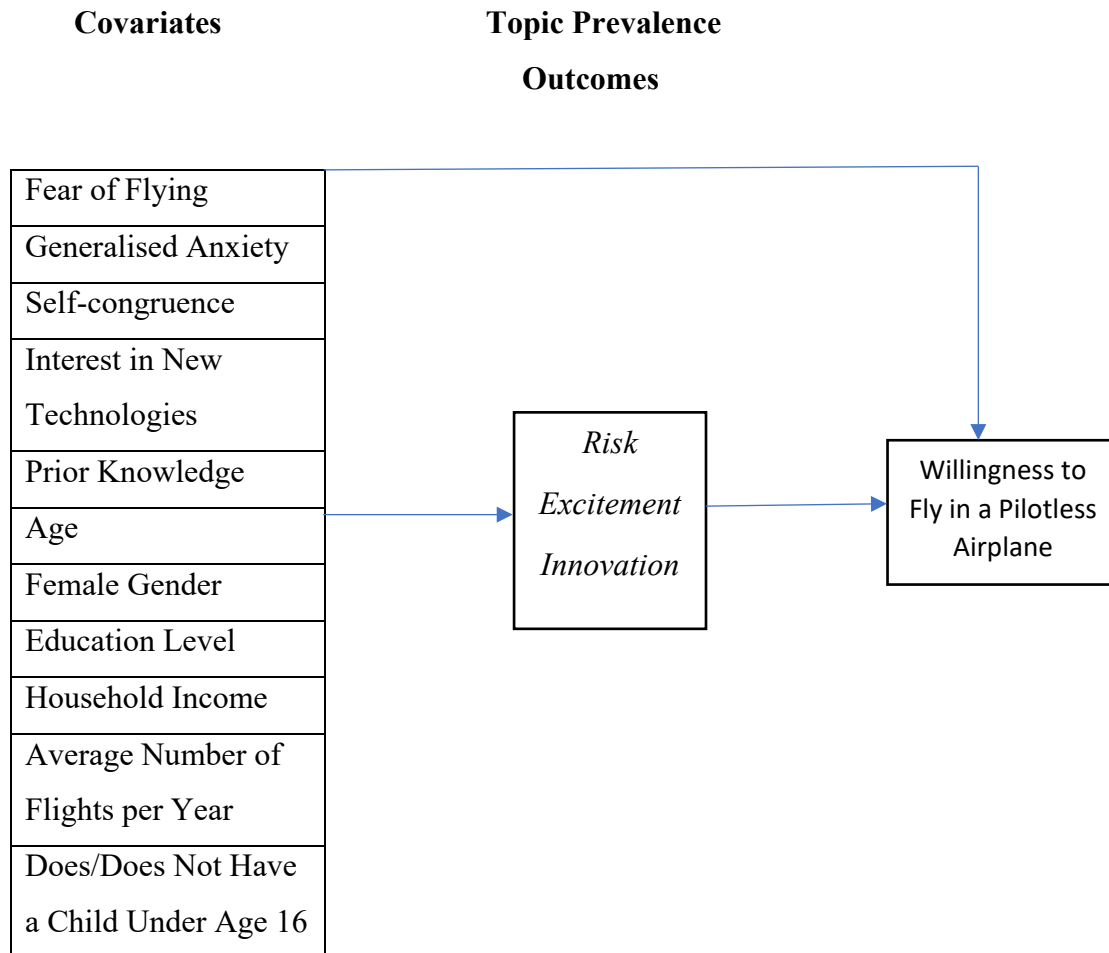 Covariates
Topic Prevalence
Outcomes
Fear of Flying
Generalised Anxiety
Self-congruence
Interest in New
Technologies
Prior Knowledge
Age
Female Gender
Education Level
Household Income
Average Number of
Flights per Year
Does/Does Not Have
a Child Under Age 16
Risk
Excitement
Innovation
Willingness to
Fly in a Pilotless
Airplane